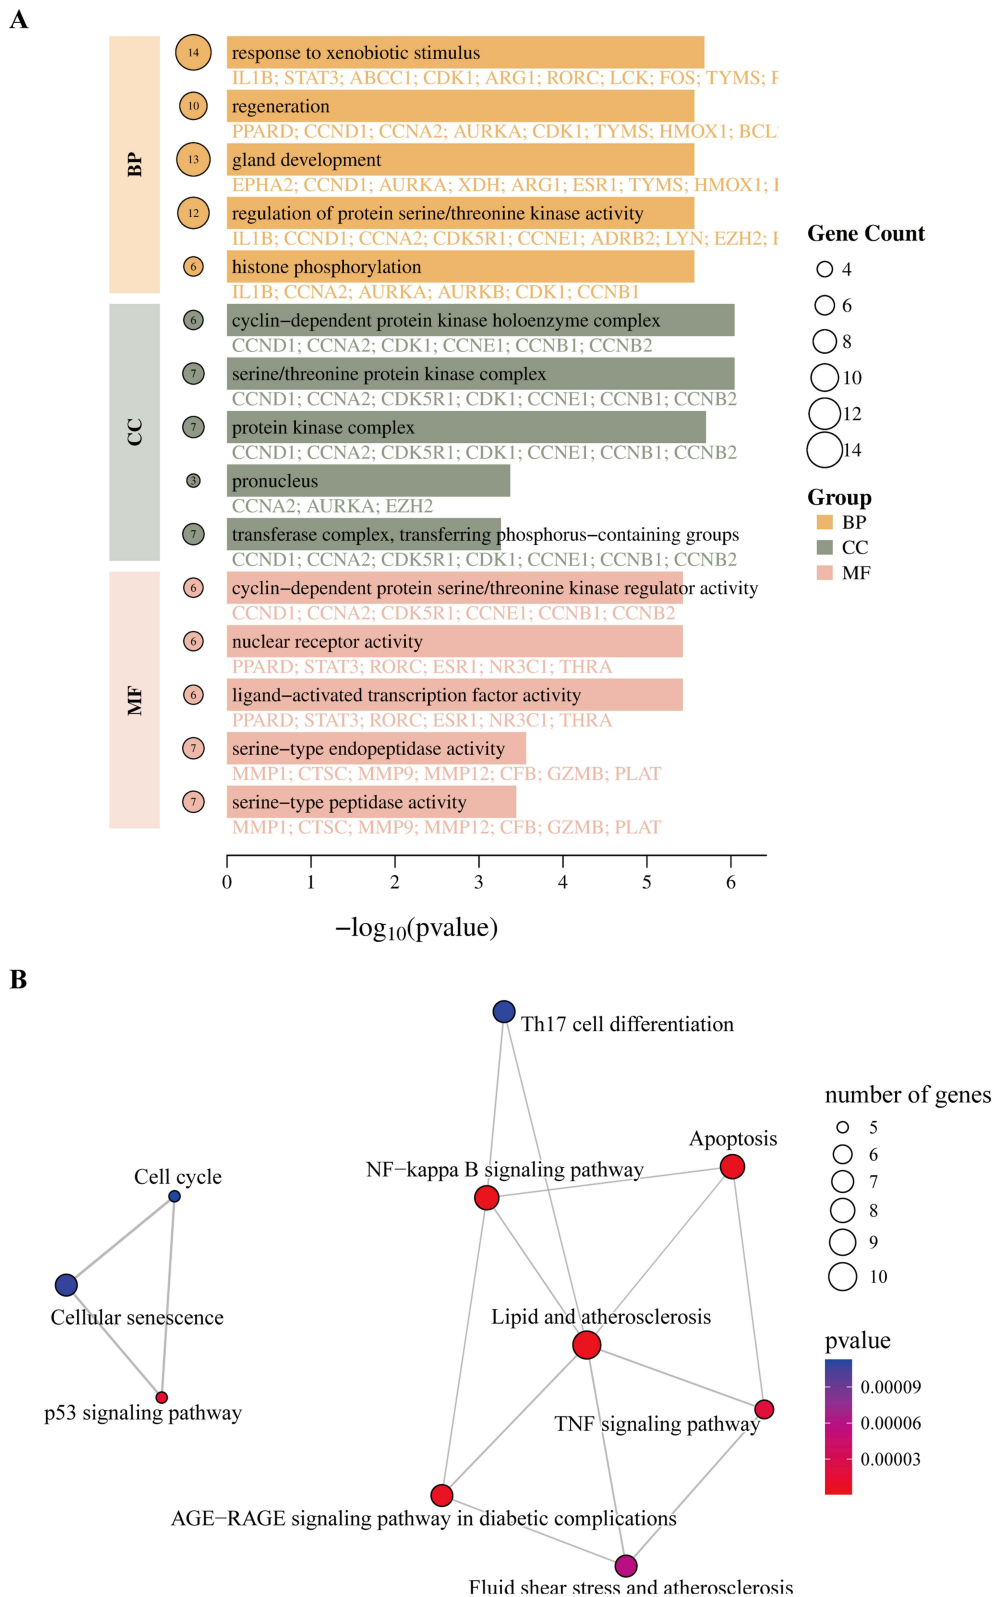 A
BP
14 response to xenobiotic stimulus
IL1B; STAT3; ABCC1; CDK1; ARG1; RORC; LCK; FOS; TYMS;
10 regeneration
PPARD; CCND1; CCNA2; AURKA; CDK1; TYMS; HMOX1; BCL
13 gland development
EPHA2; CCND1; AURKA; XDH; ARG1; ESR1; TYMS; HMOX1;
12 regulation of protein serine/threonine kinase activity
IL1B; CCND1; CCNA2; CDK5R1; CCNE1; ADRB2; LYN; EZH2;
6 histone phosphorylation
IL1B; CCNA2; AURKA; AURKB; CDK1; CCNB1
CC
6 cyclin−dependent protein kinase holoenzyme complex
CCND1; CCNA2; CDK1; CCNE1; CCNB1; CCNB2
7 serine/threonine protein kinase complex
CCND1; CCNA2; CDK5R1; CDK1; CCNE1; CCNB1; CCNB2
7 protein kinase complex
CCND1; CCNA2; CDK5R1; CDK1; CCNE1; CCNB1; CCNB2
3 pronucleus
CCNA2; AURKA; EZH2
7 transferase complex, transferring phosphorus−containing groups
CCND1; CCNA2; CDK5R1; CDK1; CCNE1; CCNB1; CCNB2
MF
6 cyclin−dependent protein serine/threonine kinase regulator activity
CCND1; CCNA2; CDK5R1; CCNE1; CCNB1; CCNB2
6 nuclear receptor activity
PPARD; STAT3; RORC; ESR1; NR3C1; THRA
6 ligand−activated transcription factor activity
PPARD; STAT3; RORC; ESR1; NR3C1; THRA
7 serine−type endopeptidase activity
MMP1; CTSC; MMP9; MMP12; CFB; GZMB; PLAT
7 serine−type peptidase activity
MMP1; CTSC; MMP9; MMP12; CFB; GZMB; PLAT
0 1 2 3 4 5 6
−log10(pvalue)
Gene Count
4
6
8
10
12
14
Group
BP
CC
MF
B
Th17 cell differentiation
Apoptosis
NF−kappa B signaling pathway
Cell cycle
Cellular senescence
Lipid and atherosclerosis
p53 signaling pathway
TNF signaling pathway
AGE−RAGE signaling pathway in diabetic complications
Fluid shear stress and atherosclerosis
number of genes
5
6
7
8
9
10
pvalue
0.00009
0.00006
0.00003